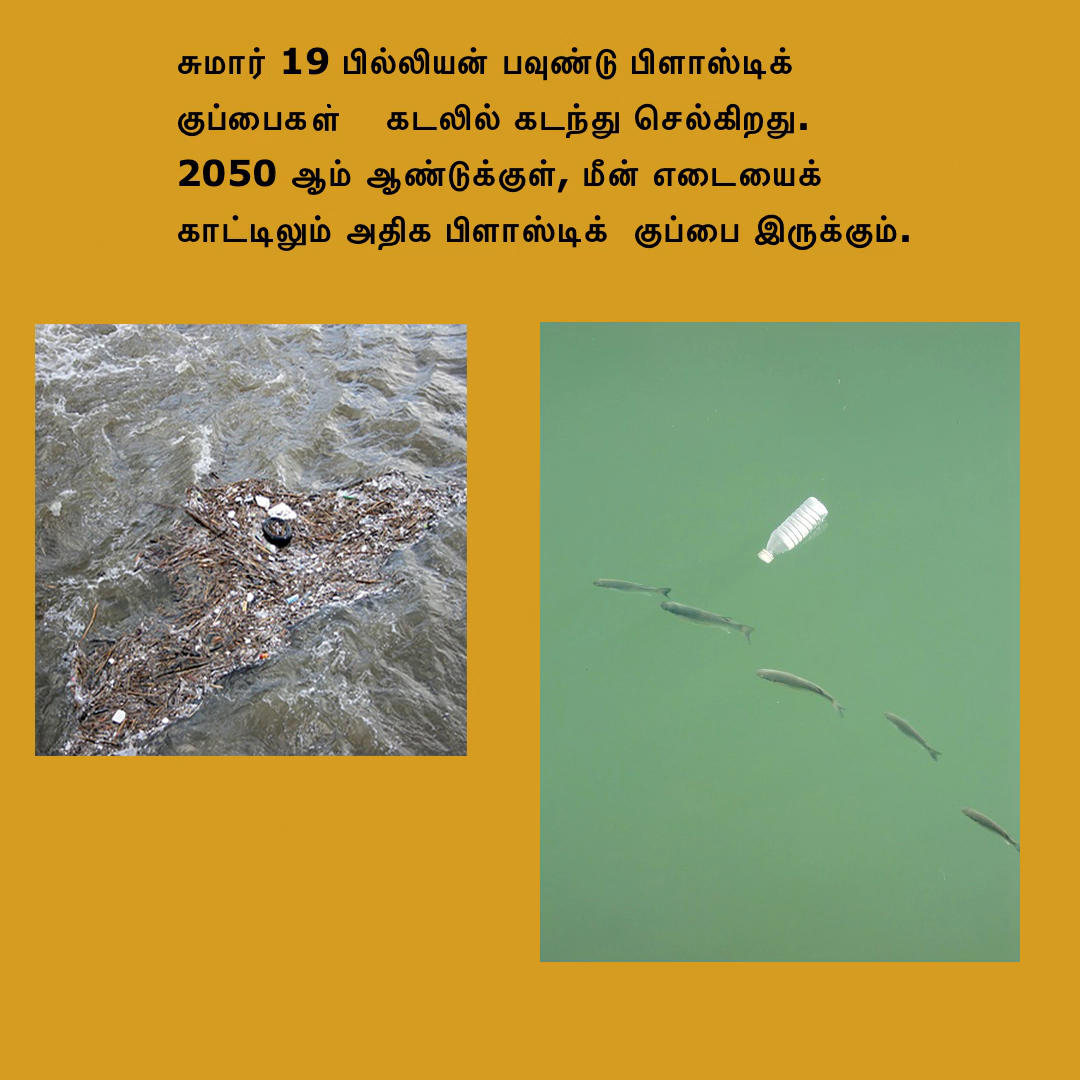 சுமார் 19 பில்லியன் பவுண்டு பிளாஸ்டிக்
குப்பைகள் கடலில் கடந்து செல்கிறது.
2050 ஆம் ஆண்டுக்குள், மீன் எடையைக்
காட்டிலும் அதிக பிளாஸ்டிக் குப்பை இருக்கும்.